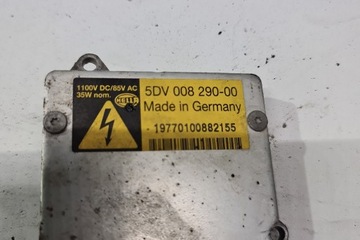 1100V DC/85V AC
35W nom.
HELLA
5DV 008 290-00
Made in Germany
- 19770100882155